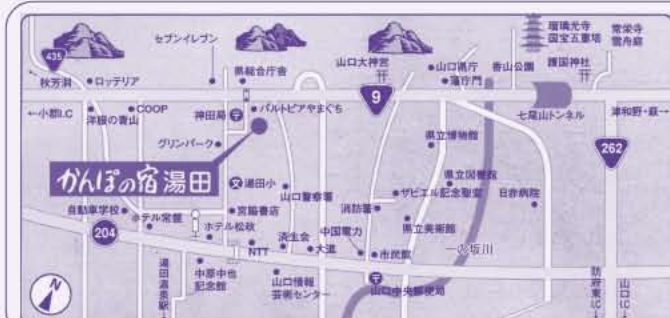 435
セブンイレブン
瑠璃光寺
国宝五重塔
常栄寺
雪舟庭
秋芳洞
ロッテリア
県総合庁舎
山口大神宮
山口県庁
藩庁門
香山公園
護国神社
←小郡I.C
洋服の青山
COOP
神田局
パルトピアやまぐち
9
七尾山トンネル
津和野・萩→
グリンパーク
県立博物館
262
かんぽの宿 湯田
文
湯田小
山口警察署
県立図書館
ザビエル記念聖堂
日赤病院
自動車学校
宮脇書店
消防署
204
ホテル常盤
ホテル松政
済生会
中国電力
県立美術館
一の坂川
NTT
大進
市民館
湯田温泉駅
中原中也
記念館
山口情報
芸術センター
山口中央郵便局
防府東IC
山口IC
N